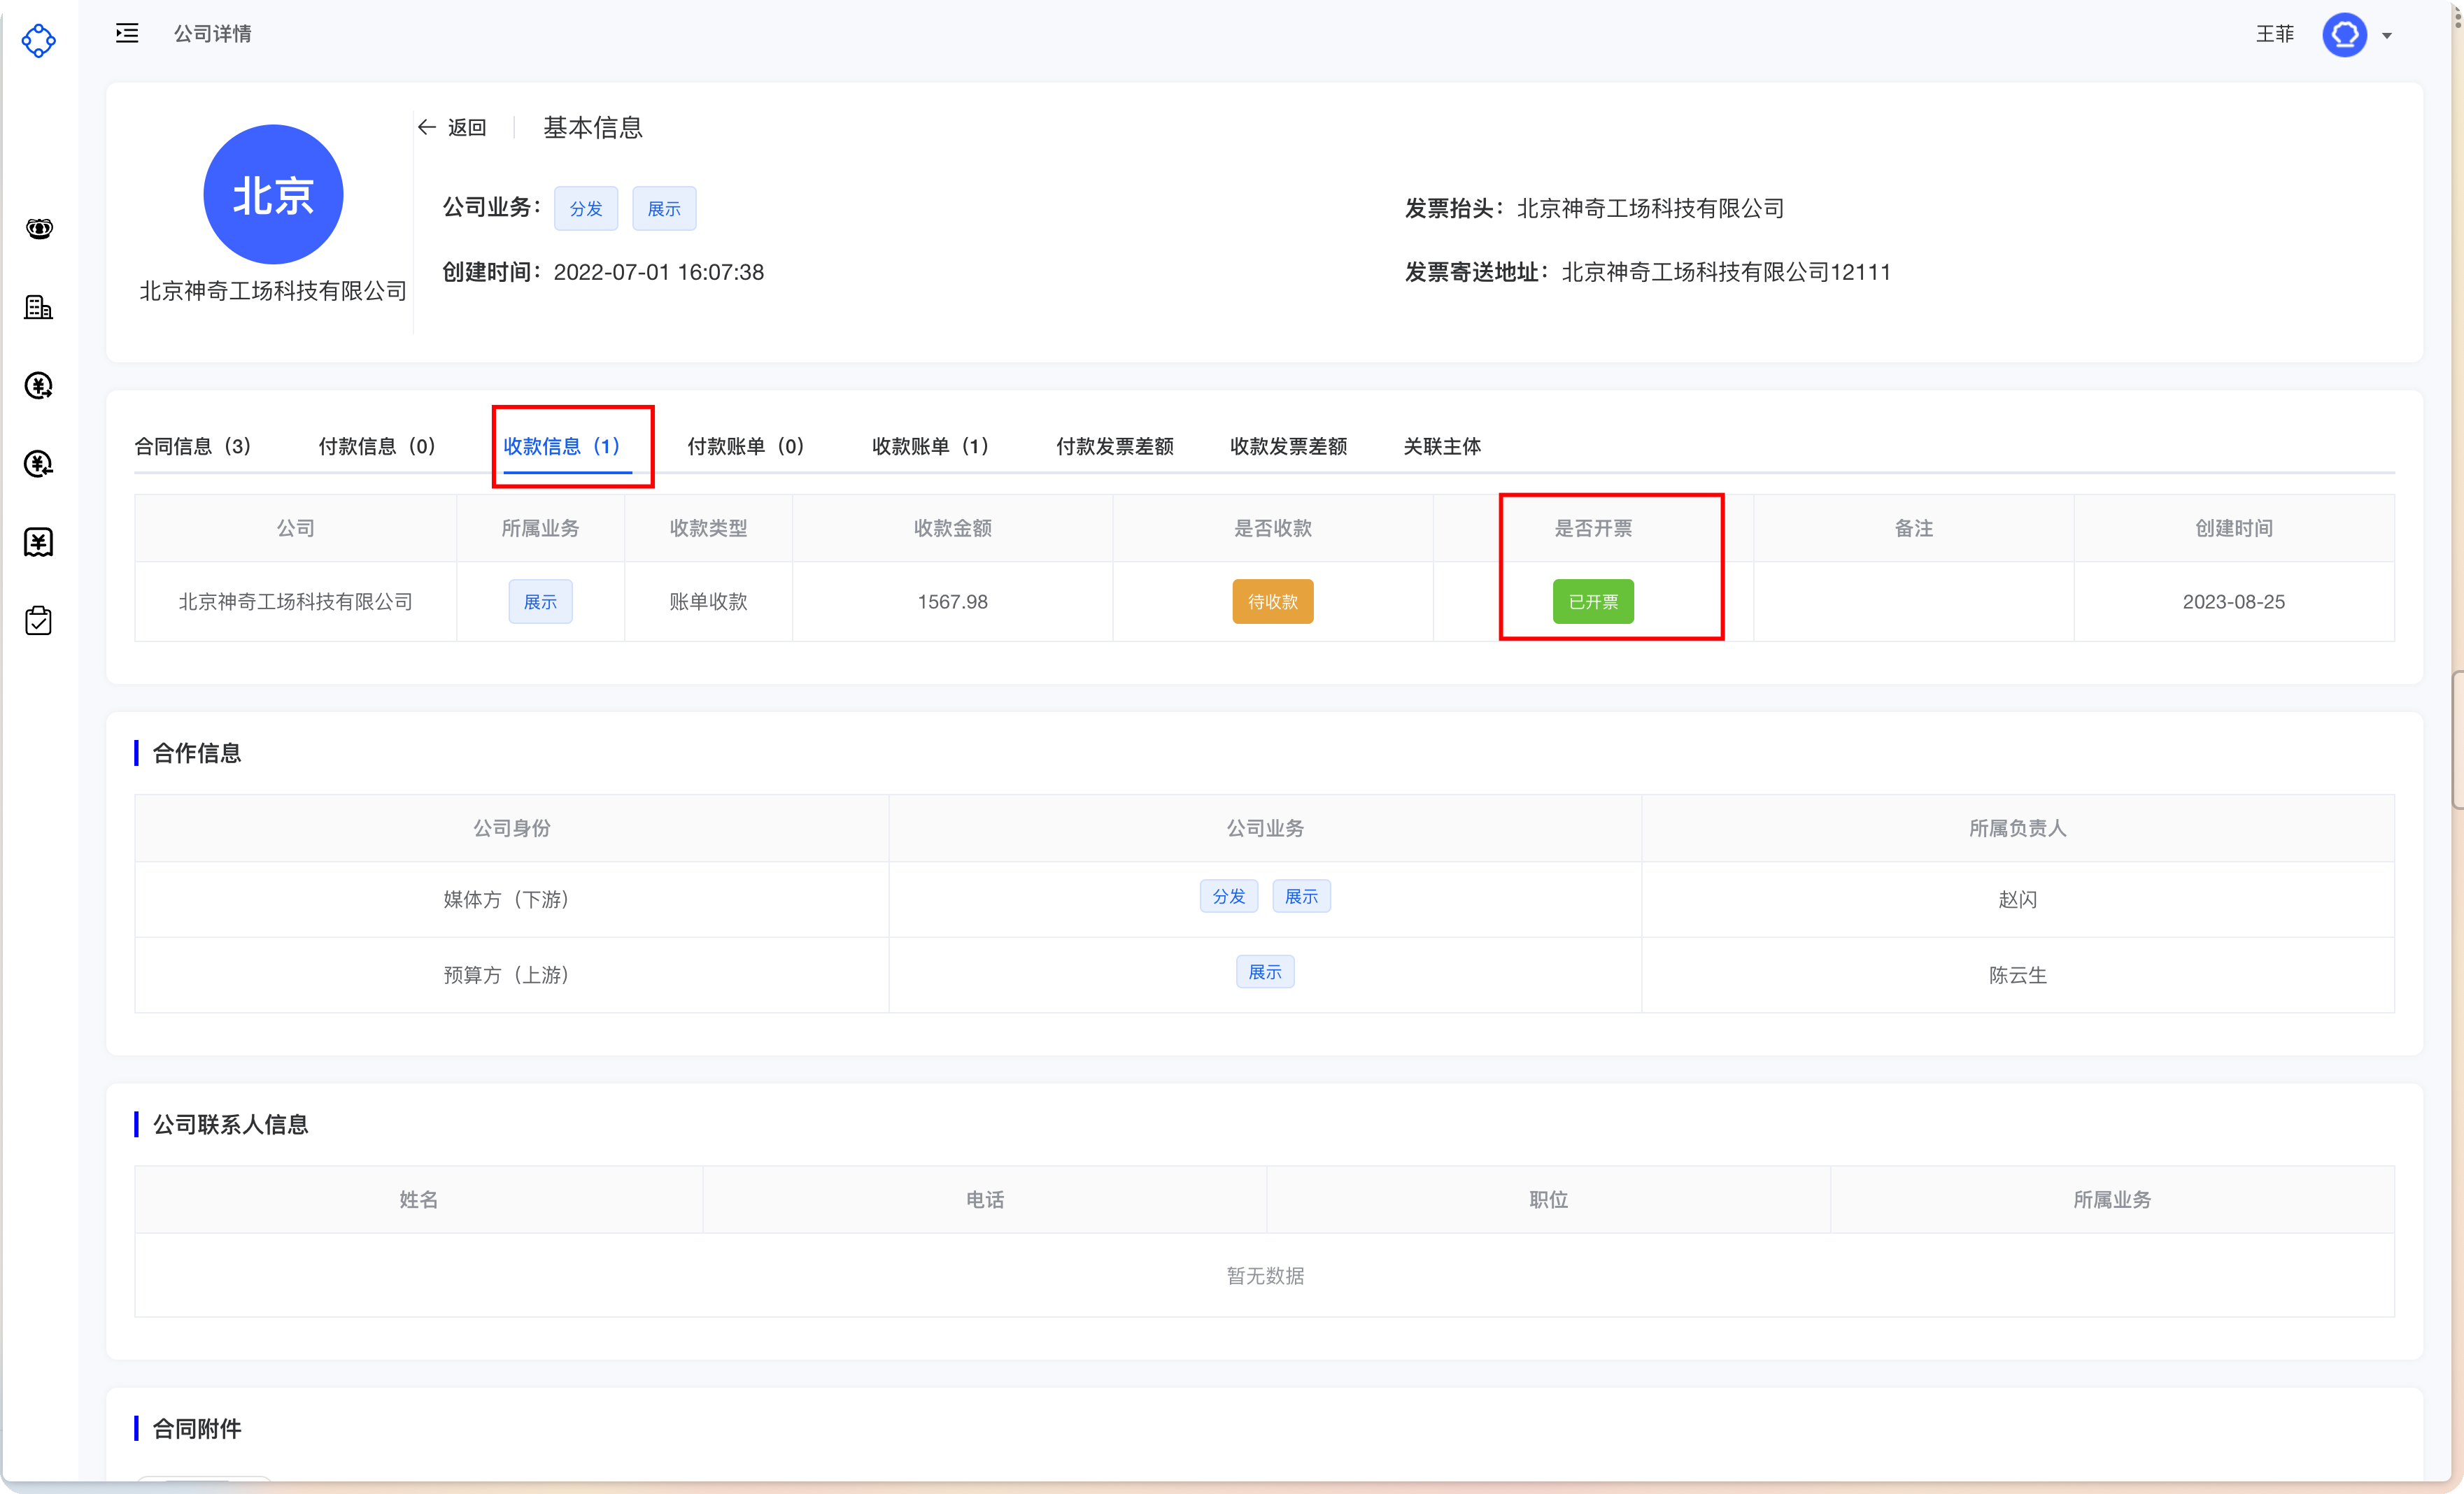 公司详情
王菲
北京
北京神奇工场科技有限公司
返回
基本信息
公司业务： 分发 展示
发票抬头： 北京神奇工场科技有限公司
创建时间： 2022-07-01 16:07:38
发票寄送地址： 北京神奇工场科技有限公司12111
合同信息（3） 付款信息（0） 收款信息（1） 付款账单（0） 收款账单（1） 付款发票差额 收款发票差额 关联主体
公司 所属业务 收款类型 收款金额 是否收款 是否开票 备注 创建时间
北京神奇工场科技有限公司 展示 账单收款 1567.98 待收款 已开票 2023-08-25
合作信息
公司身份 公司业务 所属负责人
媒体方（下游） 分发 展示 赵闪
预算方（上游） 展示 陈云生
公司联系人信息
姓名 电话 职位 所属业务
暂无数据
合同附件